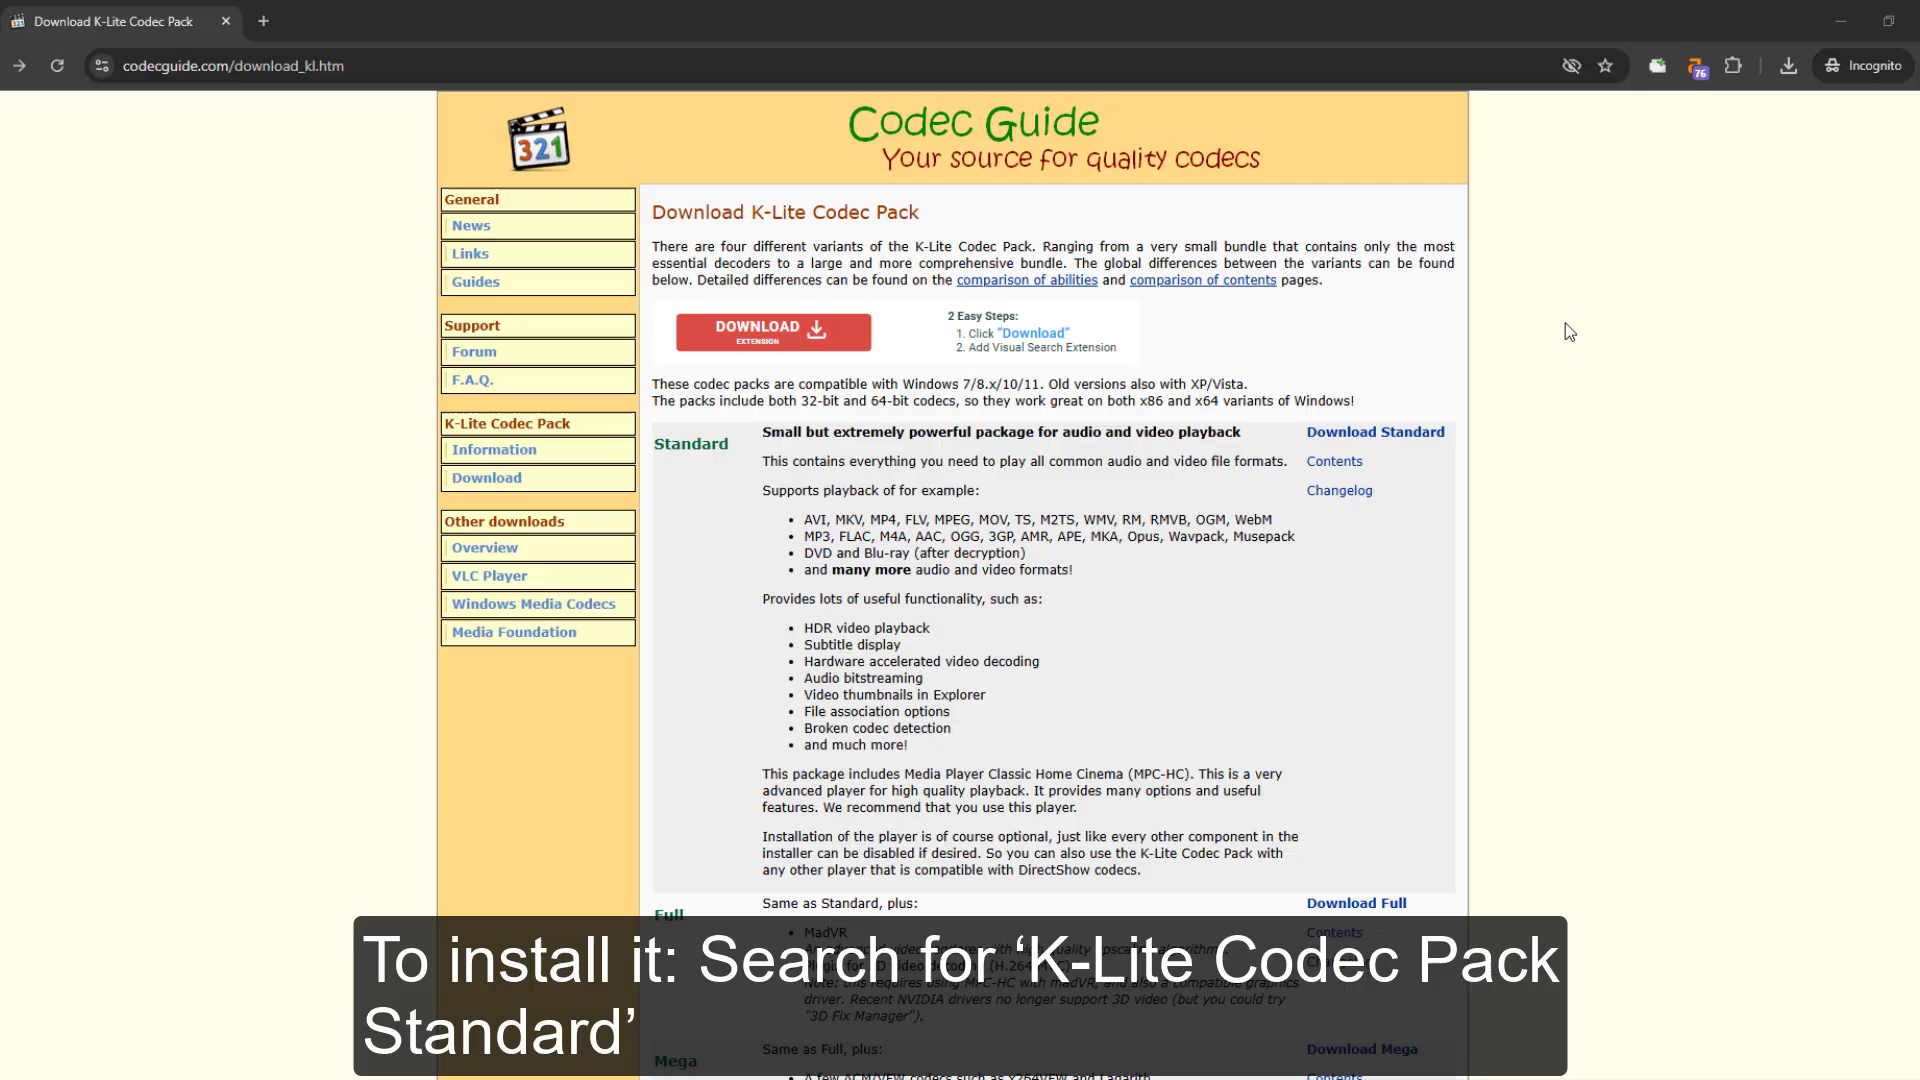 Download K-Lite Codec Pack
codecguide.com/download_kl.htm
76
Incognito
321
Codec Guide
Your source for quality codecs
General
News
Links
Guides
Support
Forum
F.A.Q.
K-Lite Codec Pack
Information
Download
Other downloads
Overview
VLC Player
Windows Media Codecs
Media Foundation
Download K-Lite Codec Pack
There are four different variants of the K-Lite Codec Pack. Ranging from a very small bundle that contains only the most
essential decoders to a large and more comprehensive bundle. The global differences between the variants can be found
below. Detailed differences can be found on the comparison of abilities and comparison of contents pages.
DOWNLOAD
EXTENSION
2 Easy Steps:
1. Click "Download"
2. Add Visual Search Extension
These codec packs are compatible with Windows 7/8.x/10/11. Old versions also with XP/Vista.
The packs include both 32-bit and 64-bit codecs, so they work great on both x86 and x64 variants of Windows!
Standard
Small but extremely powerful package for audio and video playback
This contains everything you need to play all common audio and video file formats.
Supports playback of for example:
• AVI, MKV, MP4, FLV, MPEG, MOV, TS, M2TS, WMV, RM, RMVB, OGM, WebM
• MP3, FLAC, M4A, AAC, OGG, 3GP, AMR, APE, MKA, Opus, Wavpack, Musepack
• DVD and Blu-ray (after decryption)
• and many more audio and video formats!
Provides lots of useful functionality, such as:
• HDR video playback
• Subtitle display
• Hardware accelerated video decoding
• Audio bitstreaming
• Video thumbnails in Explorer
• File association options
• Broken codec detection
• and much more!
This package includes Media Player Classic Home Cinema (MPC-HC). This is a very
advanced player for high quality playback. It provides many options and useful
features. We recommend that you use this player.
Installation of the player is of course optional, just like every other component in the
installer can be disabled if desired. So you can also use the K-Lite Codec Pack with
any other player that is compatible with DirectShow codecs.
Download Standard
Contents
Changelog
Full
Same as Standard, plus:
• MadVR
driver. Recent NVIDIA drivers no longer support 3D video (but you could try
"3D Fix Manager").
Download Full
Contents
Mega
Same as Full, plus:
• A few ACM/VFW codecs such as x264VFW and Lagarith
Download Mega
Contents
To install it: Search for ‘K-Lite Codec Pack
Standard’